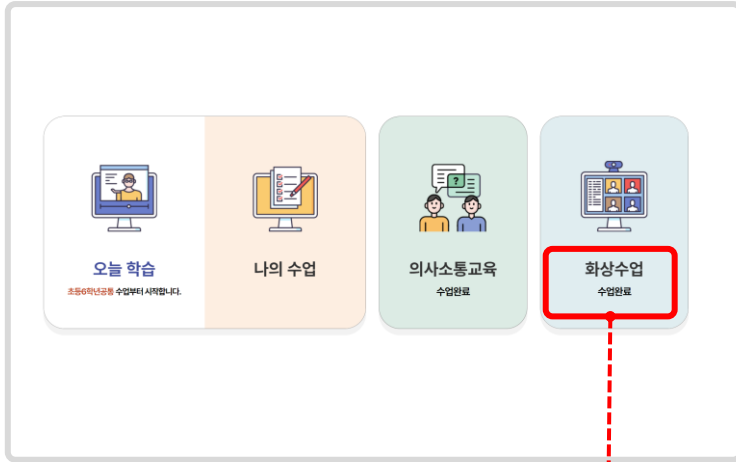 오늘 학습
초등6학년공통 수업부터 시작합니다.
나의 수업
?
의사소통교육
수업완료
화상수업
수업완료